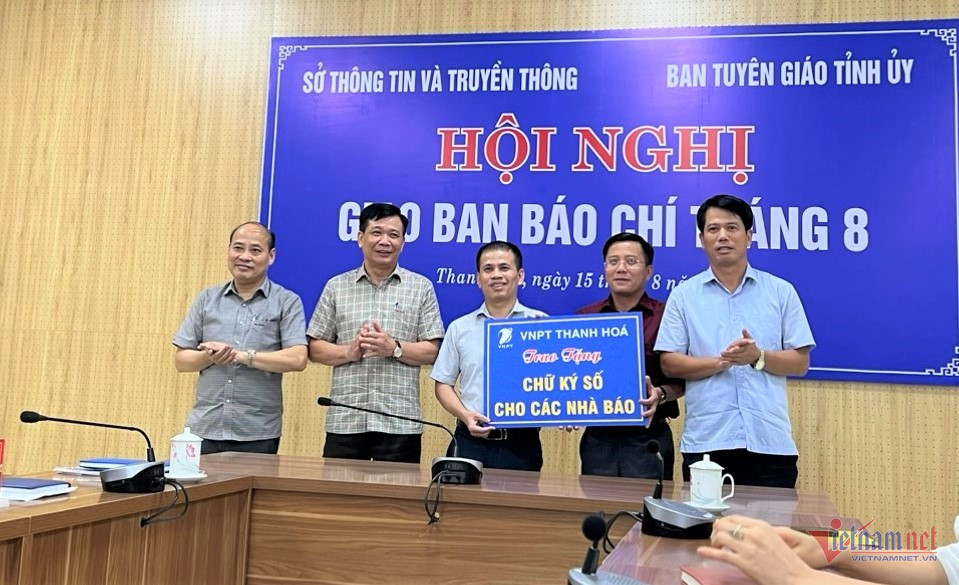 SỞ THÔNG TIN VÀ TRUYỀN THÔNG
BAN TUYÊN GIÁO TỈNH ỦY
HỘI NGHỊ
BAN BÁO CHÍ 8
ngày 15 8
VNPT
VNPT THANH HOÁ
Trao Tặng
CHỮ KÝ SỐ
CHO CÁC NHÀ BÁO
Vietnamnet
VIETNAMNET.VN